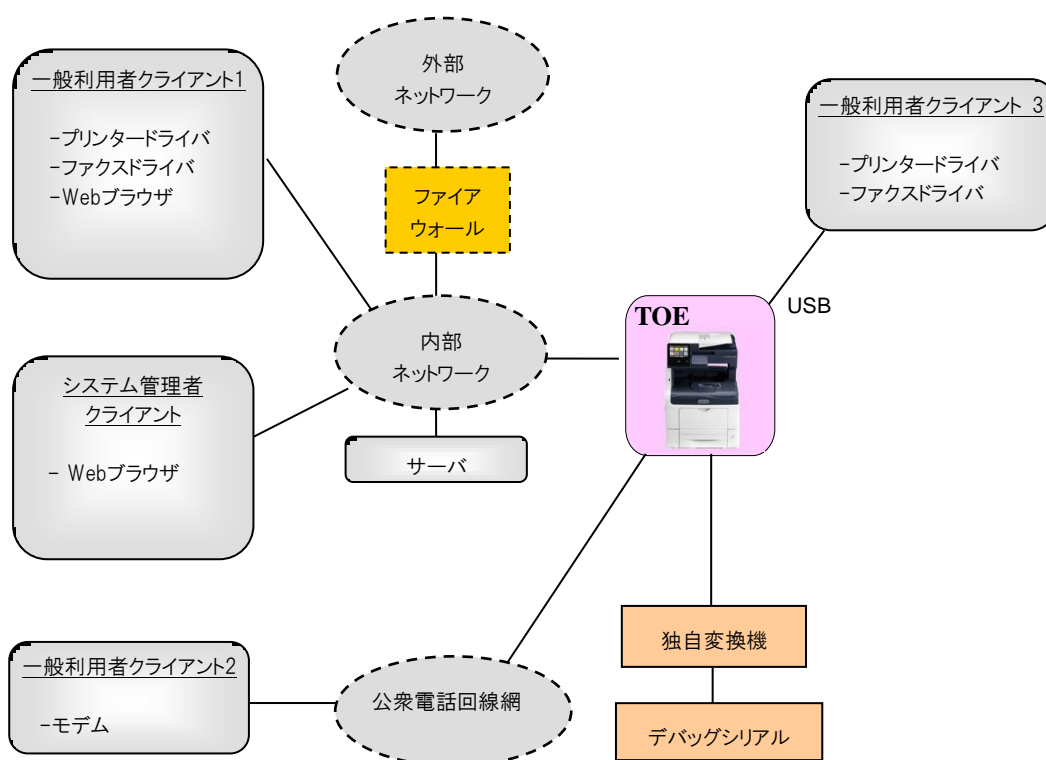 一般利用者クライアント1
-プリンタードライバ
-ファクスドライバ
-Webブラウザ
外部
ネットワーク
ファイア
ウォール
一般利用者クライアント 3
-プリンタードライバ
-ファクスドライバ
TOE
USB
内部
ネットワーク
システム管理者
クライアント
- Webブラウザ
サーバ
独自変換機
一般利用者クライアント2
-モデム
公衆電話回線網
デバッグシリアル